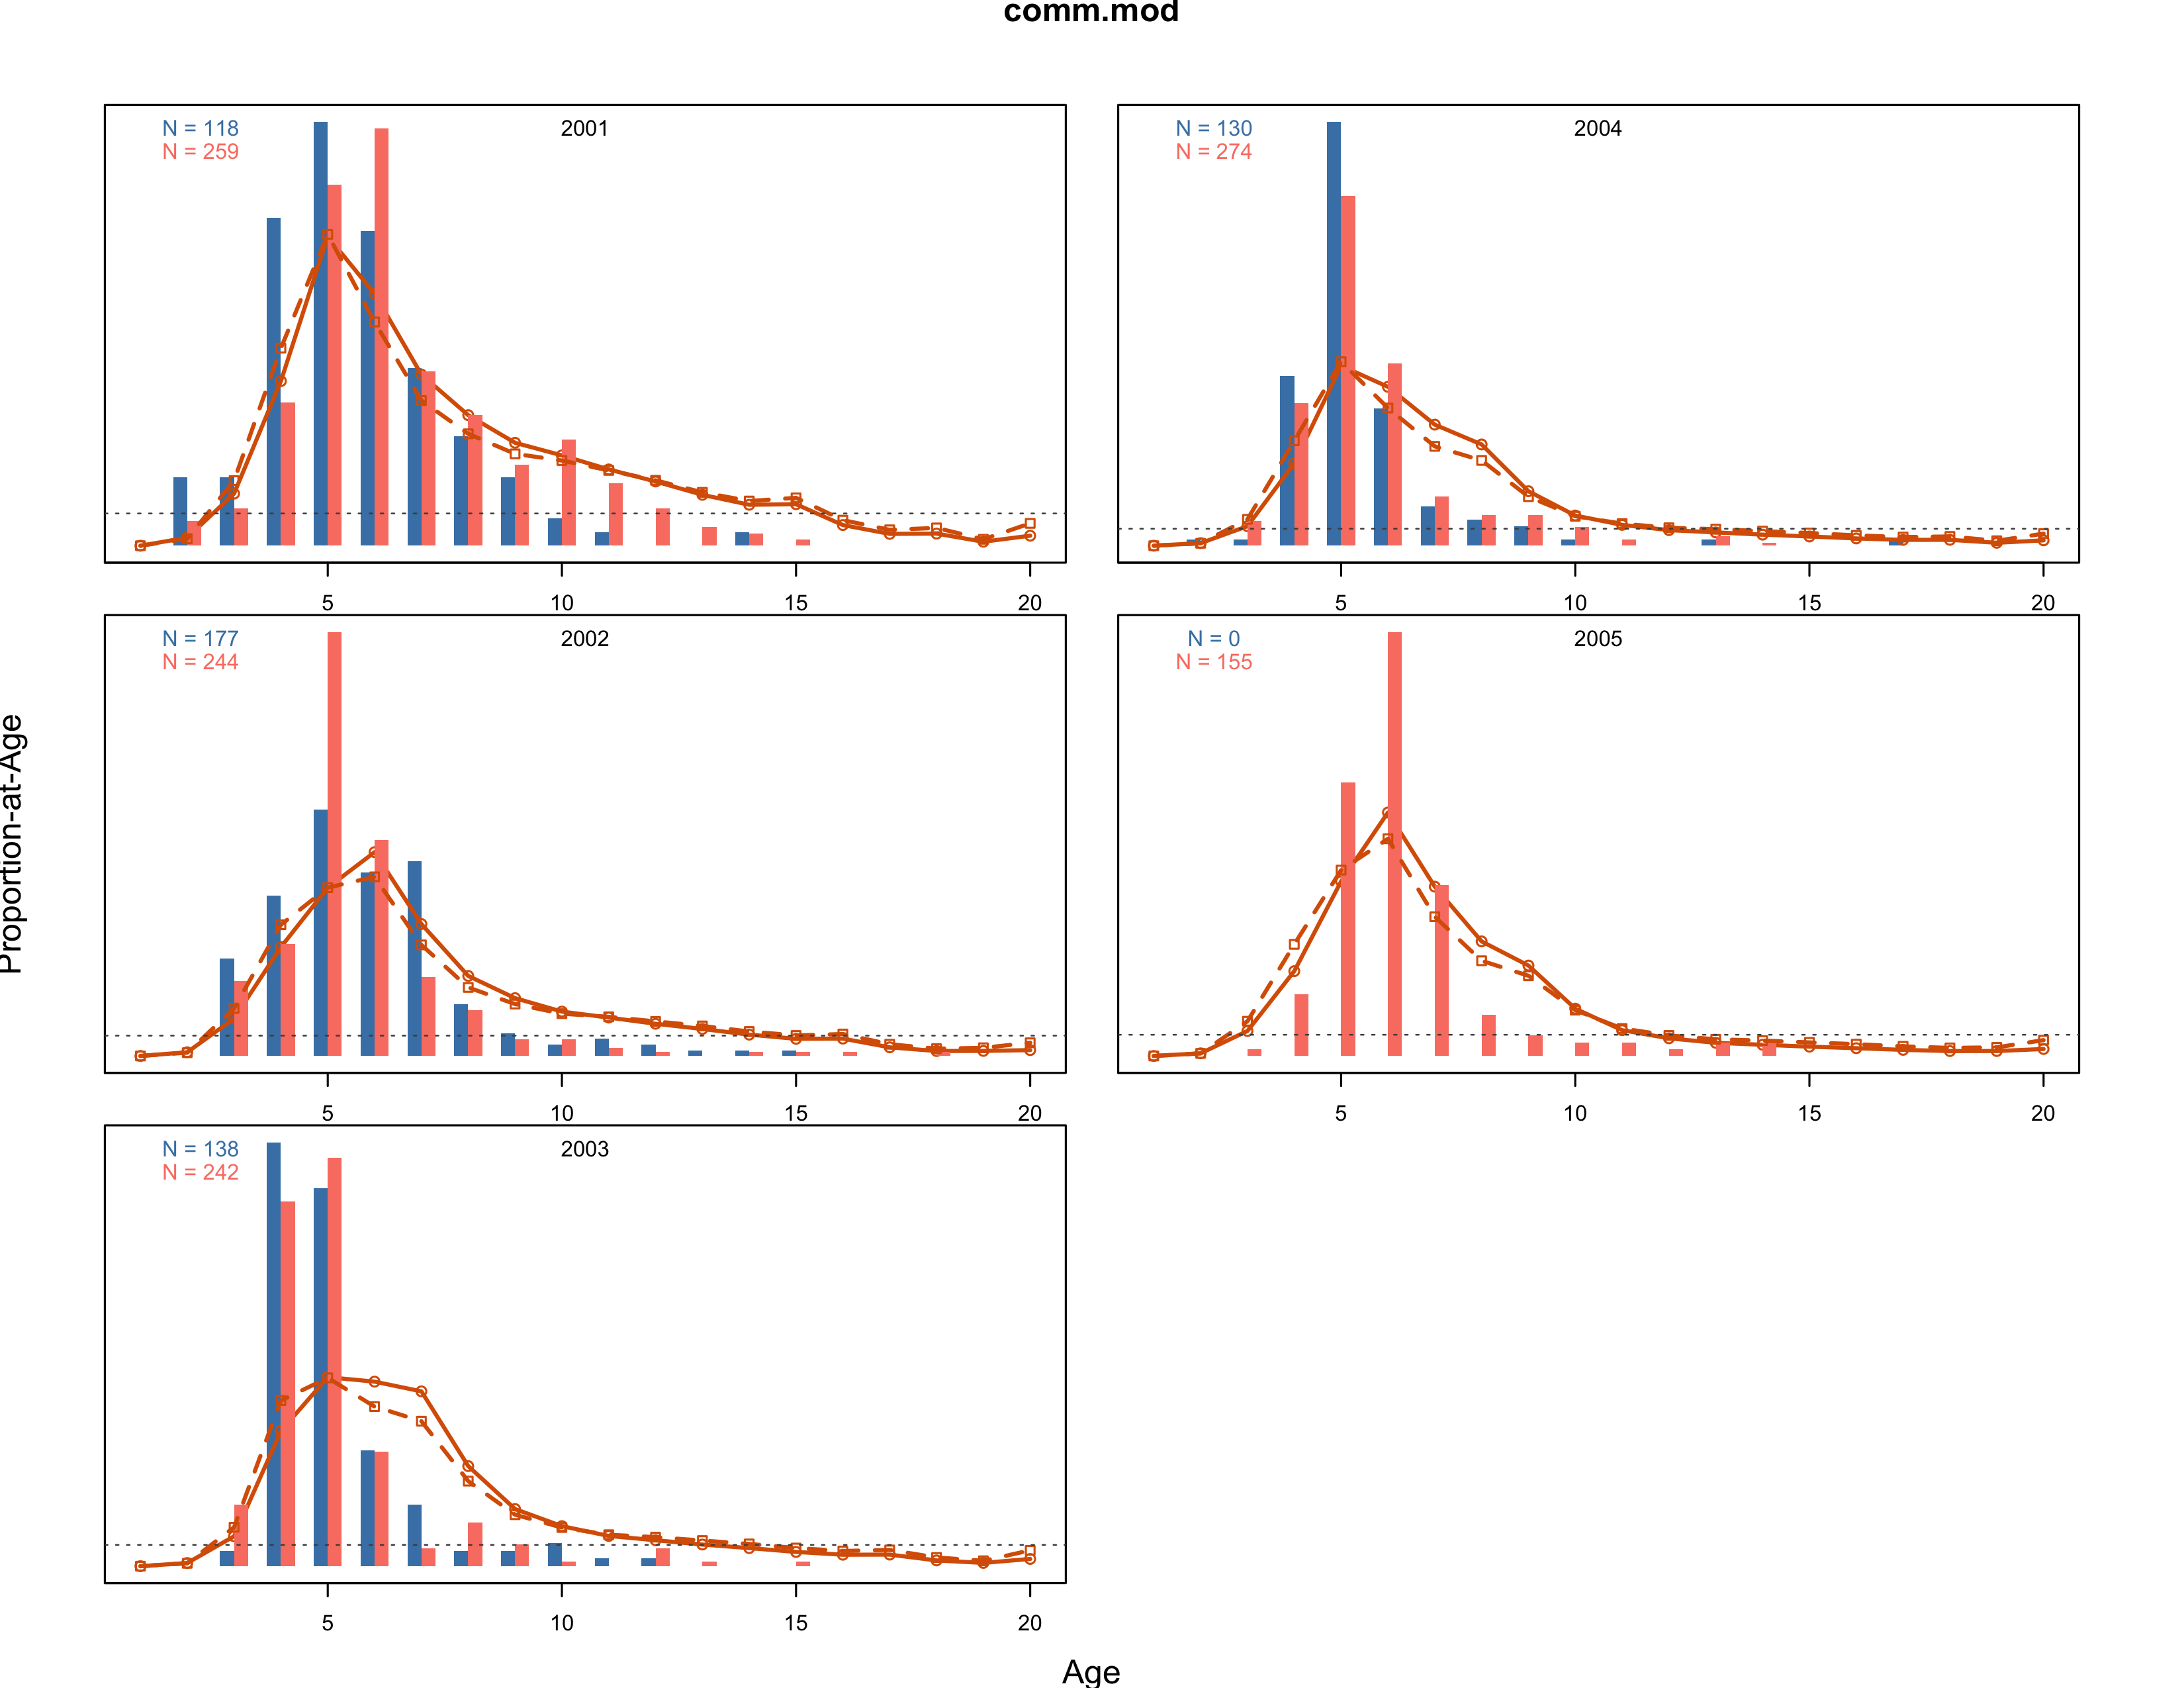 comm.mod
N = 118
N = 259
2001
5 10 15 20
N = 177
N = 244
2002
5 10 15 20
N = 138
N = 242
2003
5 10 15 20
N = 130
N = 274
2004
5 10 15 20
N = 0
N = 155
2005
5 10 15 20
Proportion-at-Age
Age